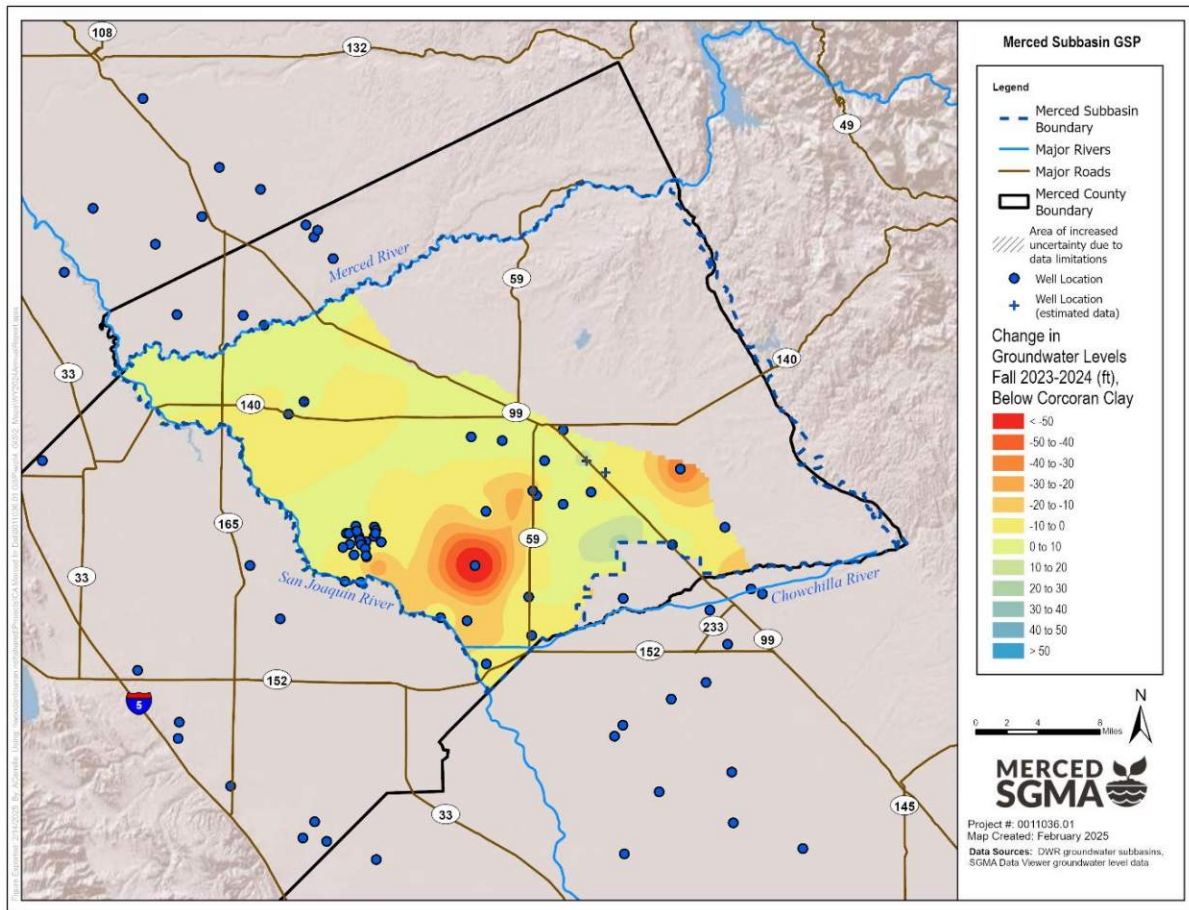 108
132
49
Merced River
59
140
33
140
99
165
59
33
San Joaquin River
Chowchilla River
233
99
152
152
5
33
145
Merced Subbasin GSP
Legend
Merced Subbasin
Boundary
Major Rivers
Major Roads
Merced County
Boundary
Area of increased
uncertainty due to
data limitations
Well Location
Well Location
(estimated data)
Change in
Groundwater Levels
Fall 2023-2024 (ft),
Below Corcoran Clay
< -50
-50 to -40
-40 to -30
-30 to -20
-20 to -10
-10 to 0
0 to 10
10 to 20
20 to 30
30 to 40
40 to 50
> 50
N
0 2 4 8
Miles
MERCED
SGMA
Project #: 0011036.01
Map Created: February 2025
Data Sources: DWR groundwater subbasins,
SGMA Data Viewer groundwater level data